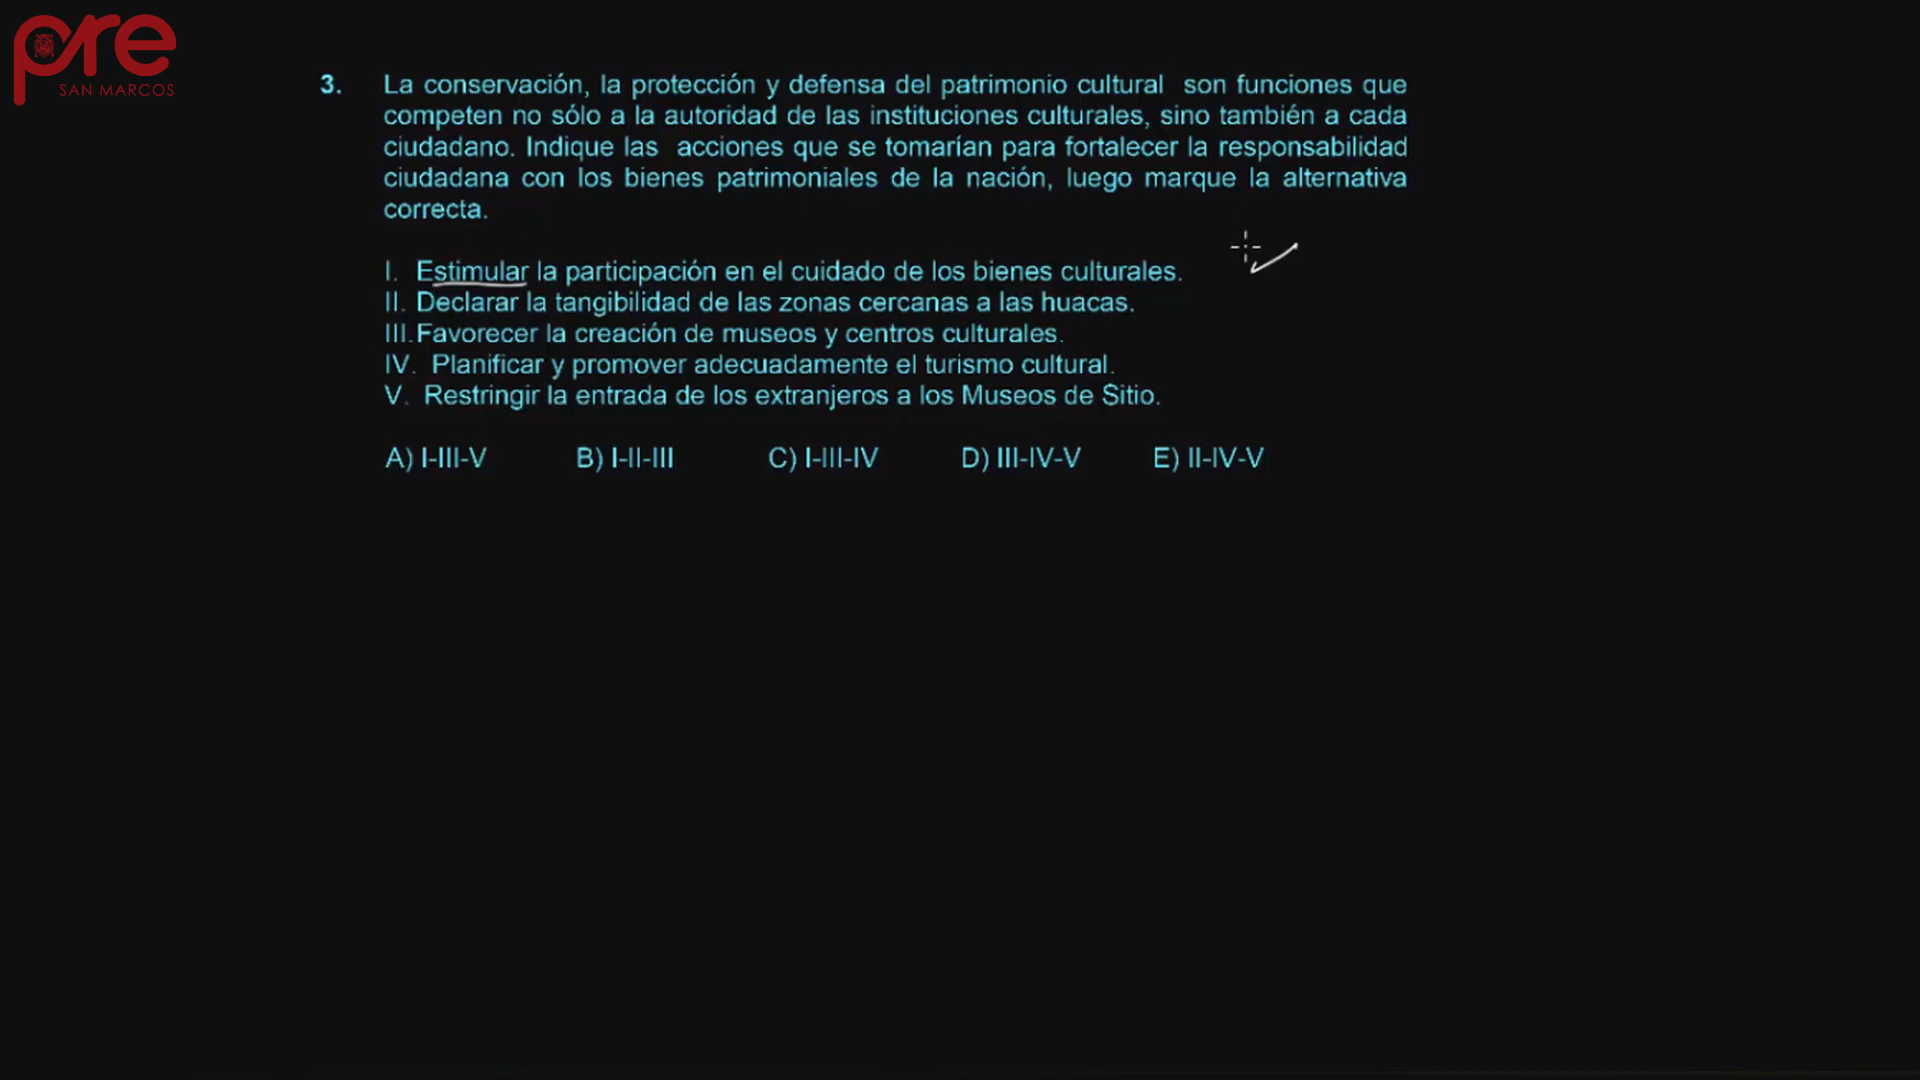 pre
SAN MARCOS
3. La conservación, la protección y defensa del patrimonio cultural son funciones que
competen no sólo a la autoridad de las instituciones culturales, sino también a cada
ciudadano. Indique las acciones que se tomarían para fortalecer la responsabilidad
ciudadana con los bienes patrimoniales de la nación, luego marque la alternativa
correcta.
I. Estimular la participación en el cuidado de los bienes culturales.
II. Declarar la tangibilidad de las zonas cercanas a las huacas.
III.Favorecer la creación de museos y centros culturales.
IV. Planificar y promover adecuadamente el turismo cultural.
V. Restringir la entrada de los extranjeros a los Museos de Sitio.
A) I-III-V B) I-II-III C) I-III-IV D) III-IV-V E) II-IV-V